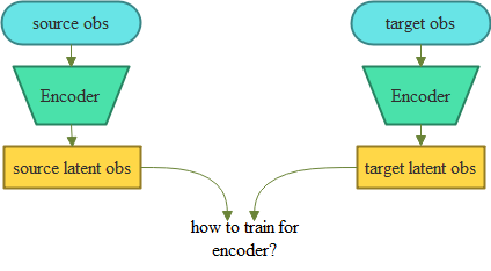 source obs
target obs
Encoder
Encoder
source latent obs
target latent obs
how to train for
encoder?